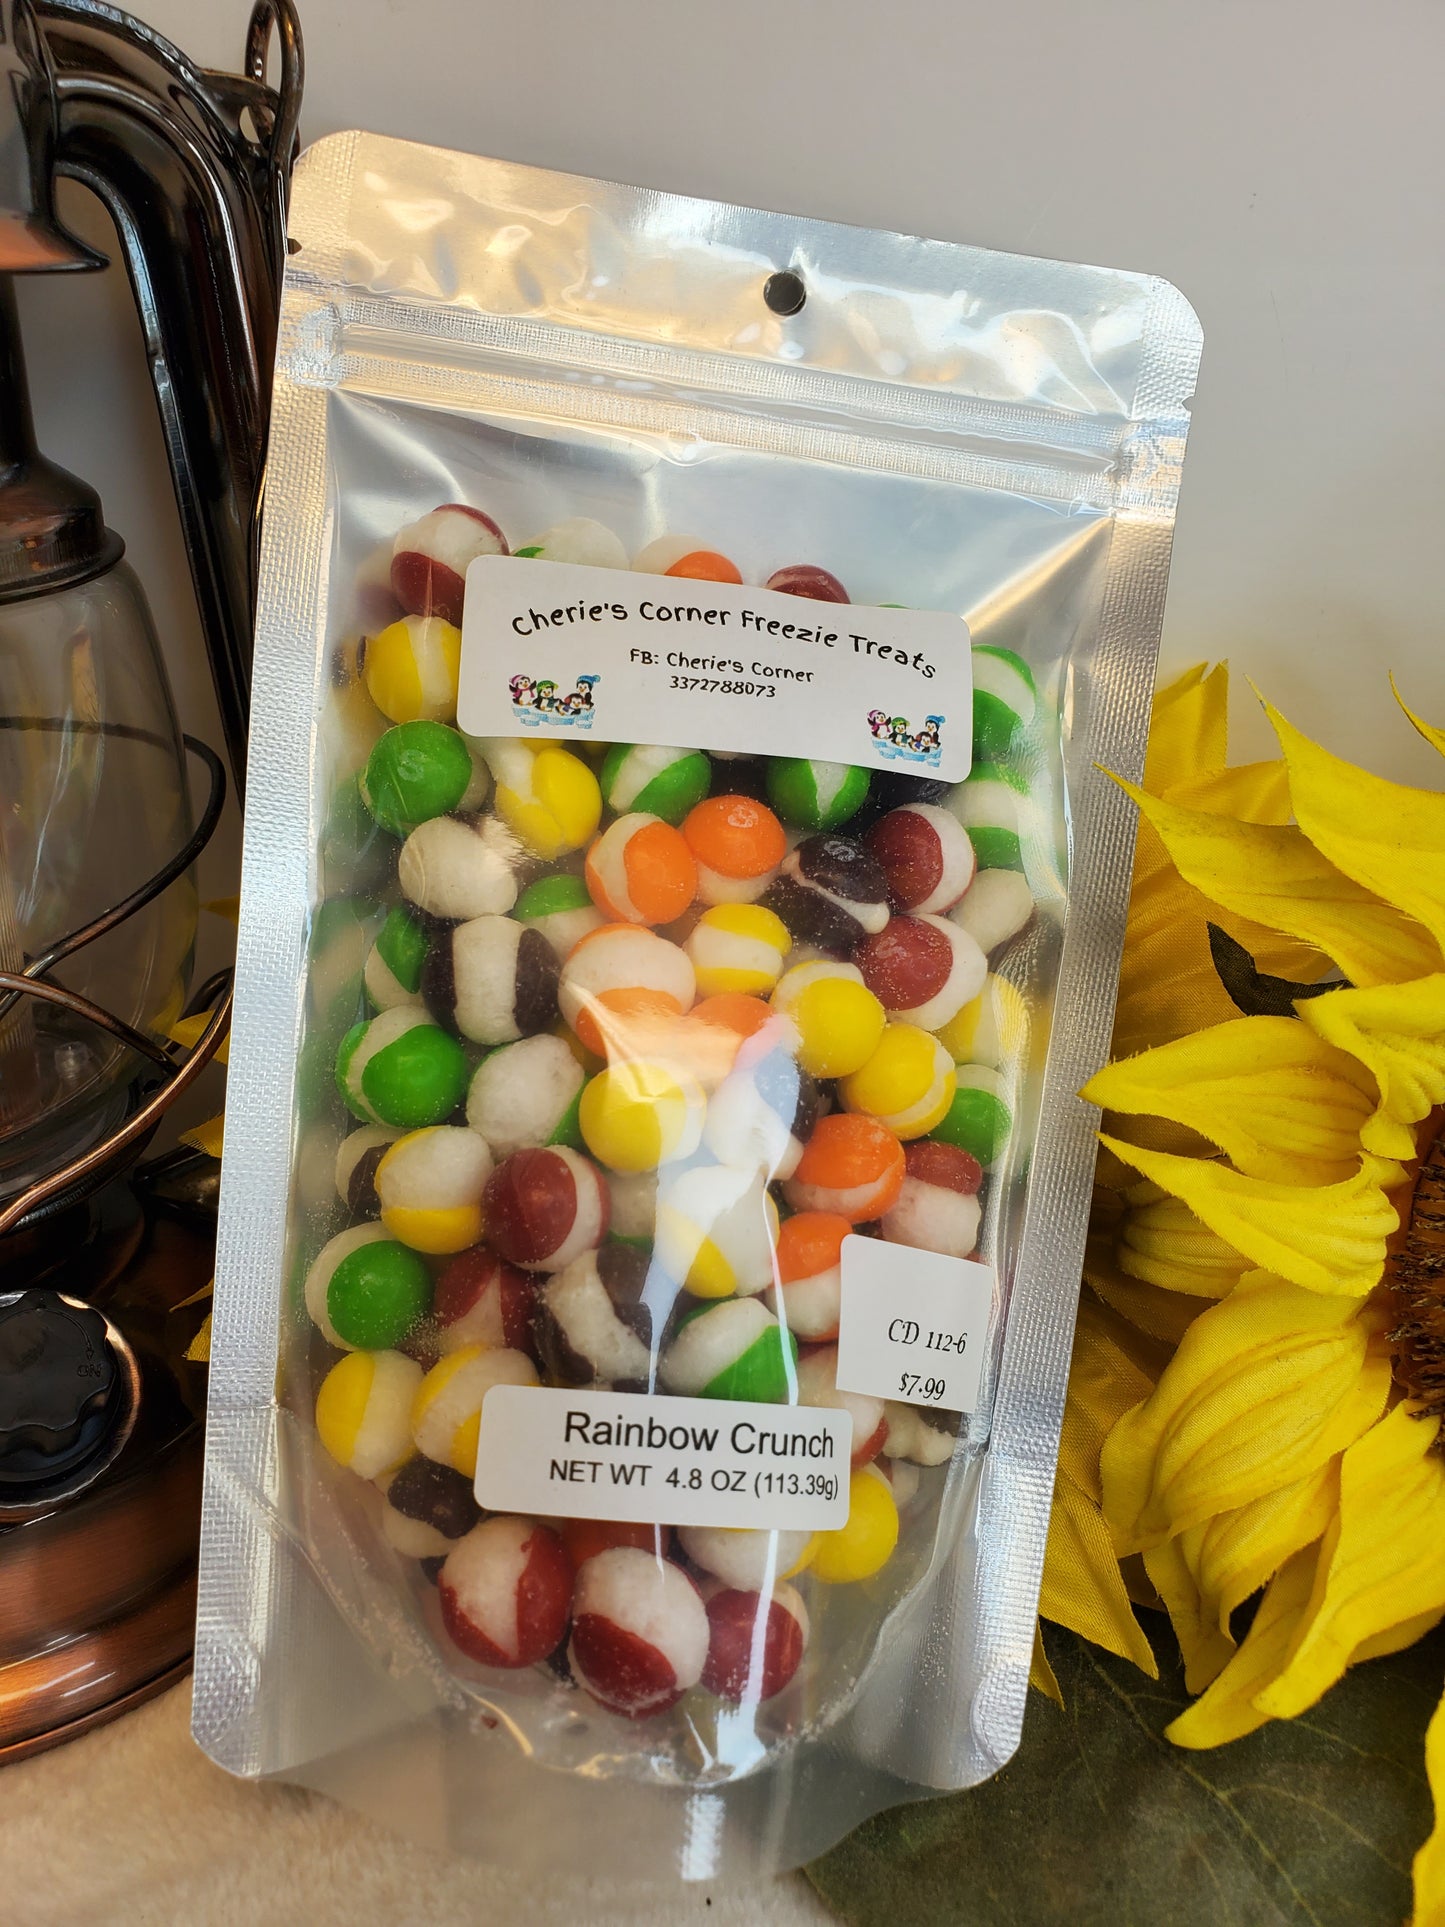 Cherie's Corner Freezie Treats
FB: Cherie's Corner
3372788073
CD 112-6
$7.99
Rainbow Crunch
NET WT 4.8 OZ (113.39g)